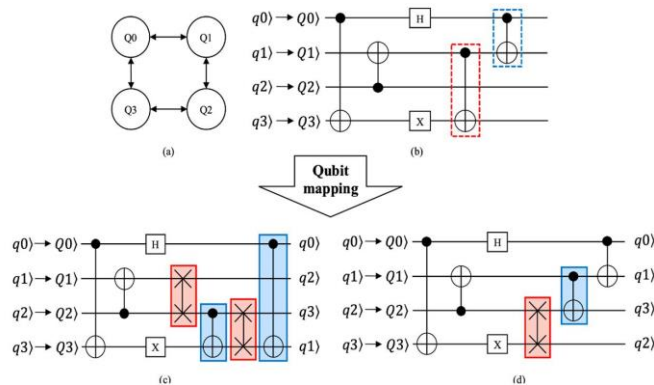 Q0 Q1
Q3 Q2
(a)
q0⟩→Q0⟩ H
q1⟩→Q1⟩
q2⟩→Q2⟩
q3⟩→Q3⟩ X
(b)
Qubit
mapping
q0⟩→Q0⟩ H q0⟩
q1⟩→Q1⟩ q2⟩
q2⟩→Q2⟩ q3⟩
q3⟩→Q3⟩ X q1⟩
(c)
q0⟩→Q0⟩ H q0⟩
q1⟩→Q1⟩ q1⟩
q2⟩→Q2⟩ q3⟩
q3⟩→Q3⟩ X q2⟩
(d)